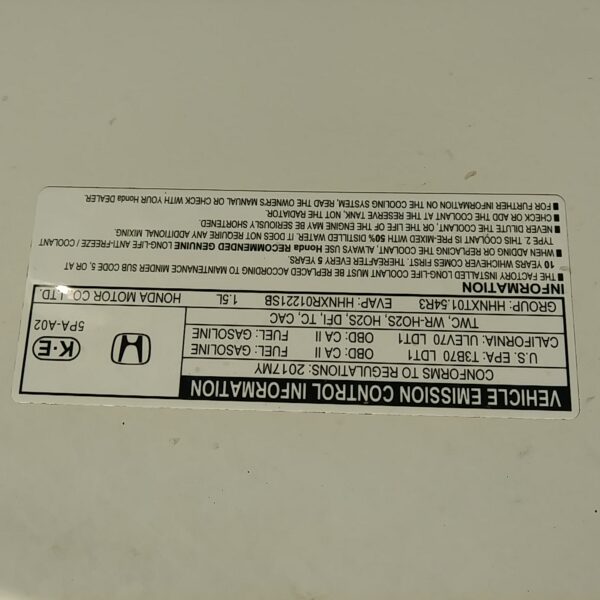 VEHICLE EMISSION CONTROL INFORMATION
CONFORMS TO REGULATIONS: 2017MY
U.S. EPA: T3B70 LDT1 OBD: CA II FUEL: GASOLINE
CALIFORNIA: ULEV70 LDT1 OBD: CA II FUEL: GASOLINE
TWC, WR-HO2S, HO2S, DFI, TC, CAC
GROUP: HHNXT01.54R3 EVAP: HHNXR01221SB 1.5L HONDA MOTOR CO., LTD
K·E
5PA-A02
INFORMATION
■ THE FACTORY INSTALLED LONG-LIFE COOLANT MUST BE REPLACED ACCORDING TO MAINTENANCE MINDER SUB CODE, 5, OR AT
10 YEARS WHICHEVER COMES FIRST. THEREAFTER, EVERY 5 YEARS.
■ WHEN ADDING OR REPLACING THE COOLANT, ALWAYS USE HONDA RECOMMENDED GENUINE LONG-LIFE ANTI-FREEZE / COOLANT
TYPE 2. THIS COOLANT IS PRE-MIXED WITH 50% DISTILLED WATER. IT DOES NOT REQUIRE ANY ADDITIONAL MIXING.
■ NEVER DILUTE THE COOLANT, OR THE LIFE OF THE ENGINE MAY BE SERIOUSLY SHORTENED.
■ CHECK OR ADD THE COOLANT AT THE RESERVE TANK, NOT THE RADIATOR.
■ FOR FURTHER INFORMATION ON THE COOLING SYSTEM, READ THE OWNERS MANUAL OR CHECK WITH YOUR Honda DEALER.